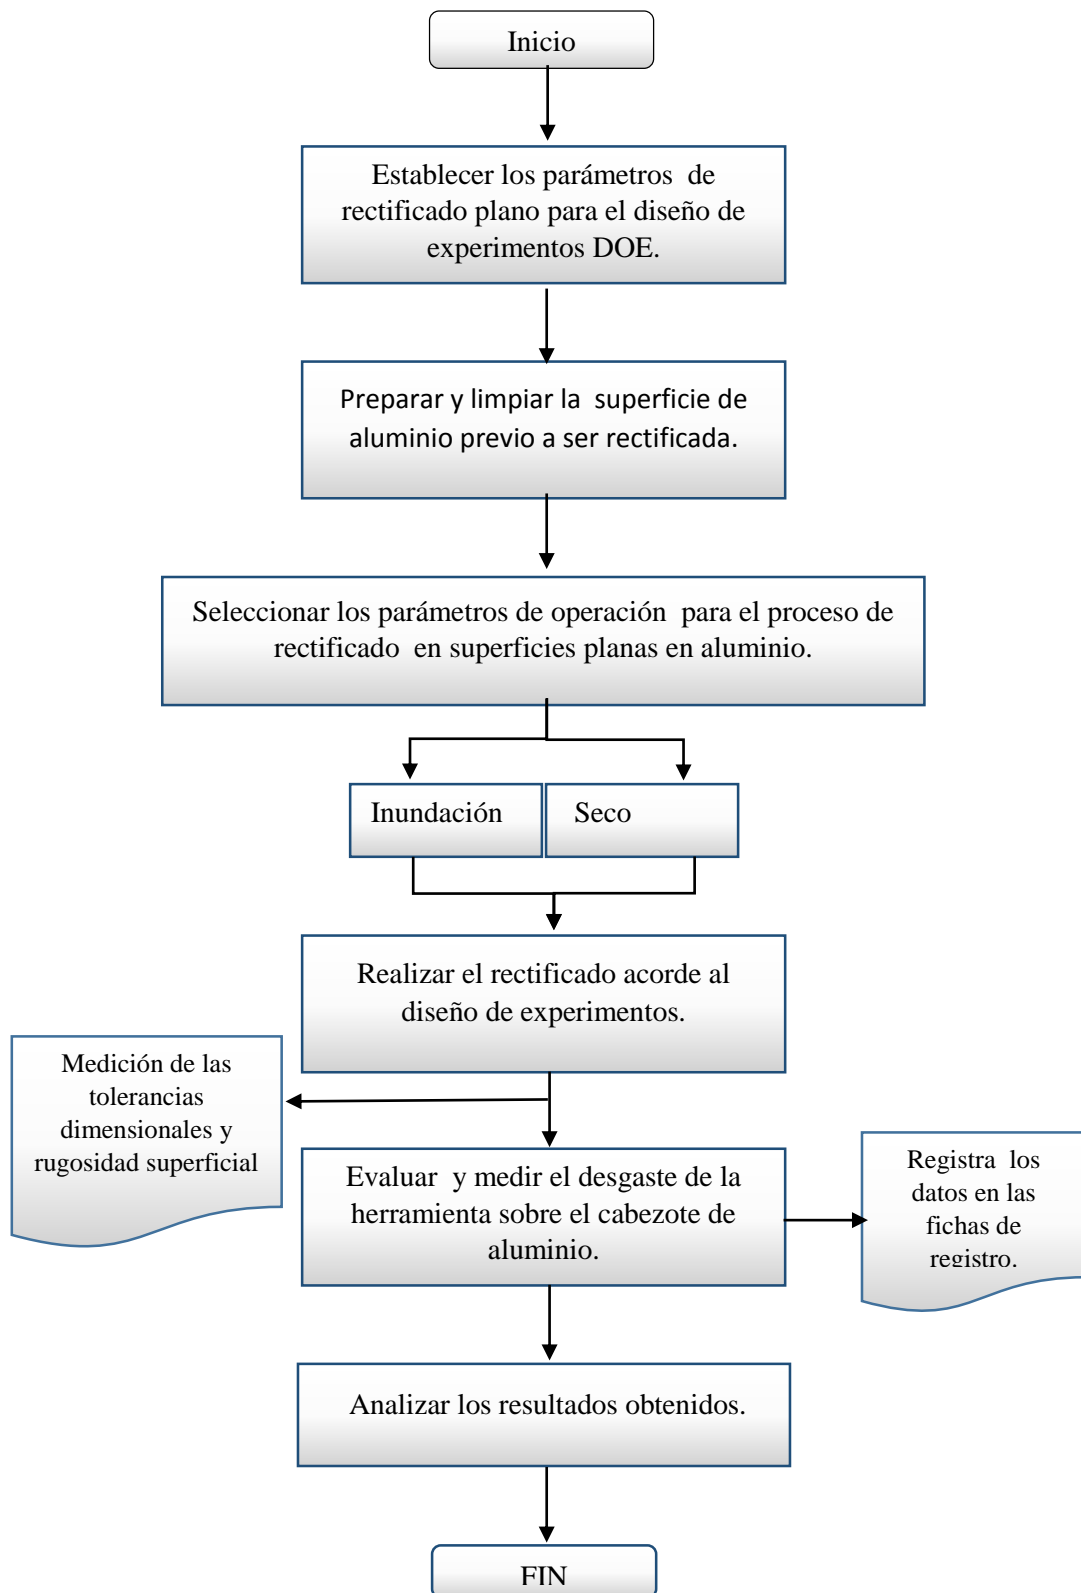 Inicio
Establecer los parámetros de
rectificado plano para el diseño de
experimentos DOE.
Preparar y limpiar la superficie de
aluminio previo a ser rectificada.
Seleccionar los parámetros de operación para el proceso de
rectificado en superficies planas en aluminio.
Inundación
Seco
Realizar el rectificado acorde al
diseño de experimentos.
Medición de las
tolerancias
dimensionales y
rugosidad superficial
Evaluar y medir el desgaste de la
herramienta sobre el cabezote de
aluminio.
Registra los
datos en las
fichas de
registro.
Analizar los resultados obtenidos.
FIN